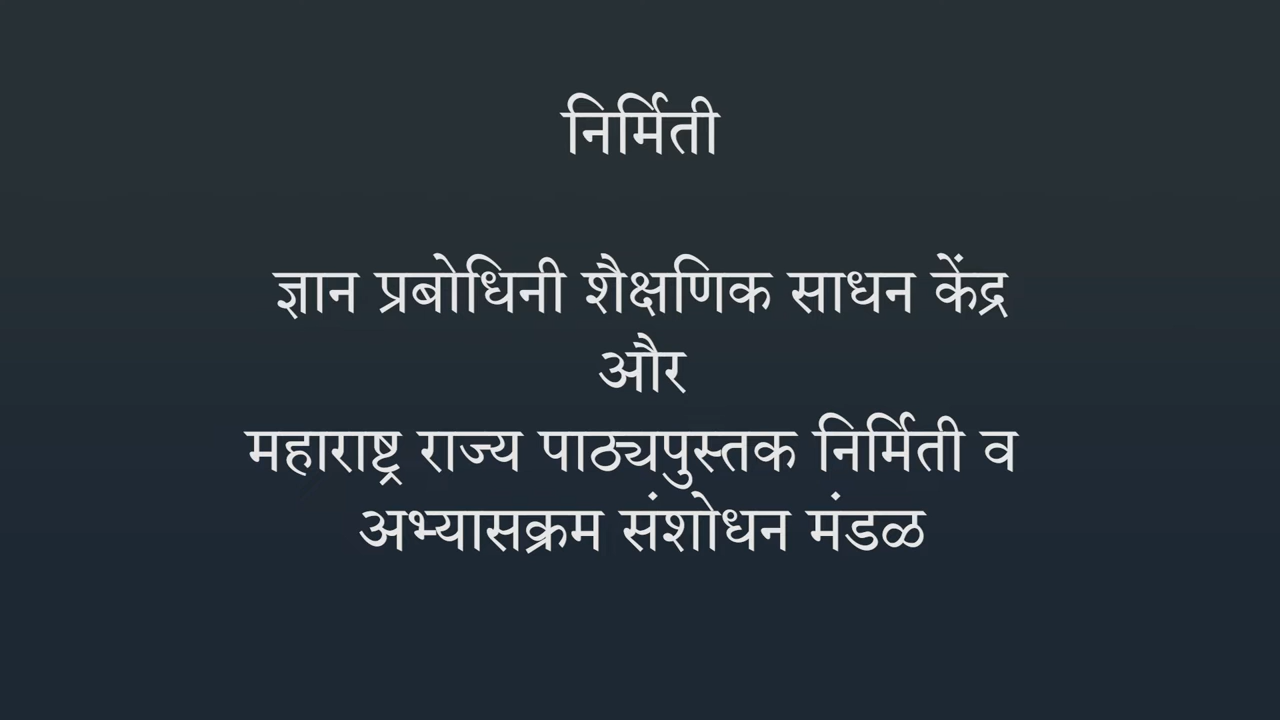 निर्मिती
ज्ञान प्रबोधिनी शैक्षणिक साधन केंद्र
और
महाराष्ट्र राज्य पाठ्यपुस्तक निर्मिती व
अभ्यासक्रम संशोधन मंडळ